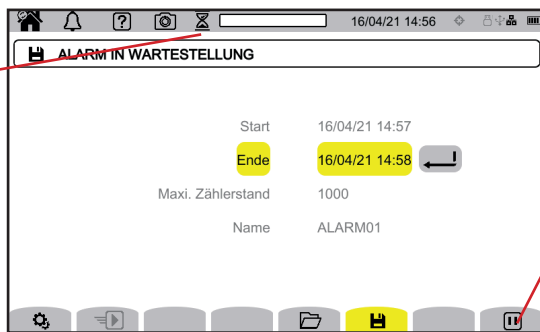 16/04/21 14:56
ALARM IN WARTESTELLUNG
Start 16/04/21 14:57
Ende 16/04/21 14:58
Maxi. Zählerstand 1000
Name ALARM01